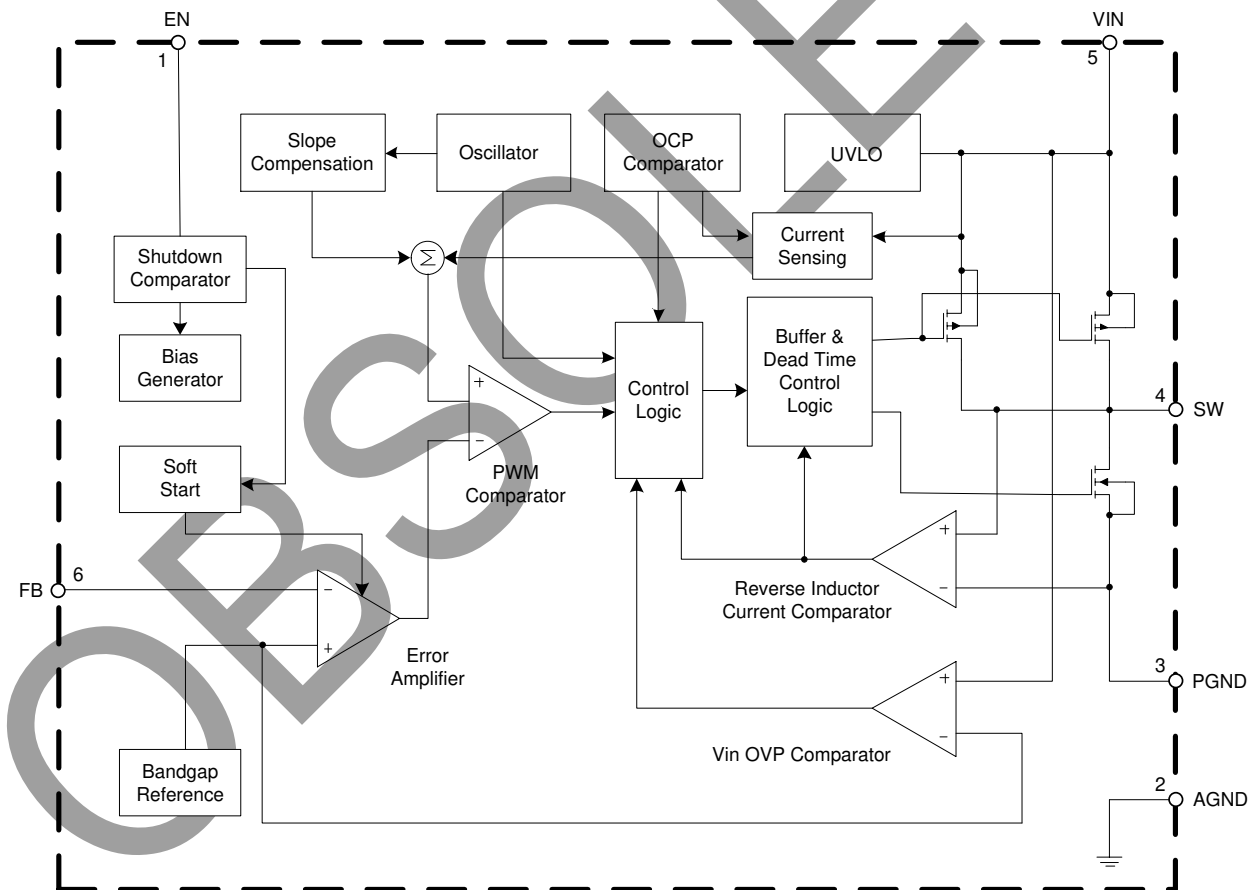 EN
VIN
1
5
Slope
Compensation
Oscillator
OCP
Comparator
UVLO
Shutdown
Comparator
Σ
Current
Sensing
Bias
Generator
Buffer &
Dead Time
Control
Logic
+
−
PWM
Comparator
Control
Logic
4
SW
Soft
Start
6
FB
−
+
Error
Amplifier
+
−
Reverse Inductor
Current Comparator
3
PGND
+
−
Vin OVP Comparator
Bandgap
Reference
2
AGND
OBSOLE